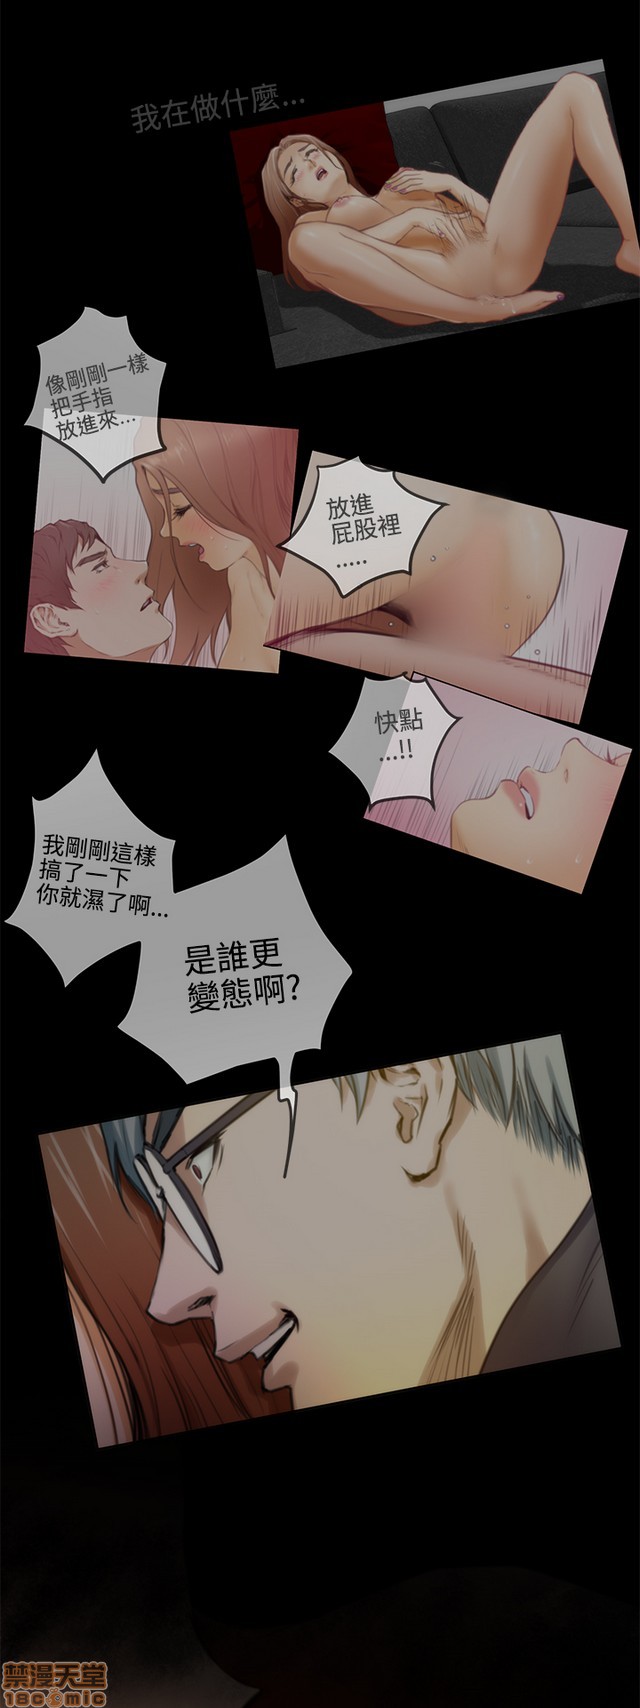 我在做什麼...
像剛剛一樣
把手指
放進來...
放進
屁股裡
......
快點
...!!
我剛剛這樣
搞了一下
你就濕了啊...
是誰更
變態啊?
禁漫天堂
18comic